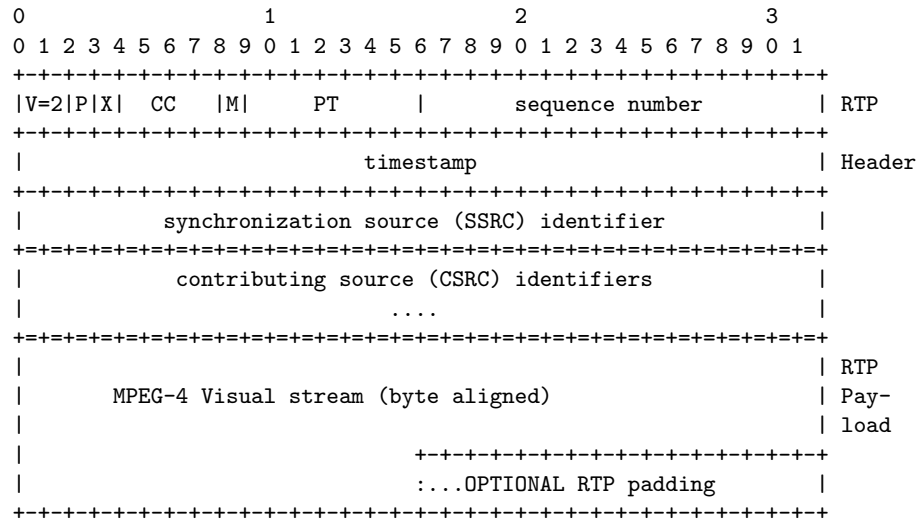 0                   1                   2                   3
0 1 2 3 4 5 6 7 8 9 0 1 2 3 4 5 6 7 8 9 0 1 2 3 4 5 6 7 8 9 0 1
+-+-+-+-+-+-+-+-+-+-+-+-+-+-+-+-+-+-+-+-+-+-+-+-+-+-+-+-+-+-+-+-+
|V=2|P|X|  CC   |M|     PT      |       sequence number         | RTP
+-+-+-+-+-+-+-+-+-+-+-+-+-+-+-+-+-+-+-+-+-+-+-+-+-+-+-+-+-+-+-+-+
|                           timestamp                           | Header
+-+-+-+-+-+-+-+-+-+-+-+-+-+-+-+-+-+-+-+-+-+-+-+-+-+-+-+-+-+-+-+-+
|           synchronization source (SSRC) identifier            |
+=+=+=+=+=+=+=+=+=+=+=+=+=+=+=+=+=+=+=+=+=+=+=+=+=+=+=+=+=+=+=+=+
|            contributing source (CSRC) identifiers             |
|                             ....                              |
+=+=+=+=+=+=+=+=+=+=+=+=+=+=+=+=+=+=+=+=+=+=+=+=+=+=+=+=+=+=+=+=+
|                                                               | RTP
|       MPEG-4 Visual stream (byte aligned)                     | Pay-
|                                                               | load
|                               +-+-+-+-+-+-+-+-+-+-+-+-+-+-+-+-+
|                               :...OPTIONAL RTP padding        |
+-+-+-+-+-+-+-+-+-+-+-+-+-+-+-+-+-+-+-+-+-+-+-+-+-+-+-+-+-+-+-+-+